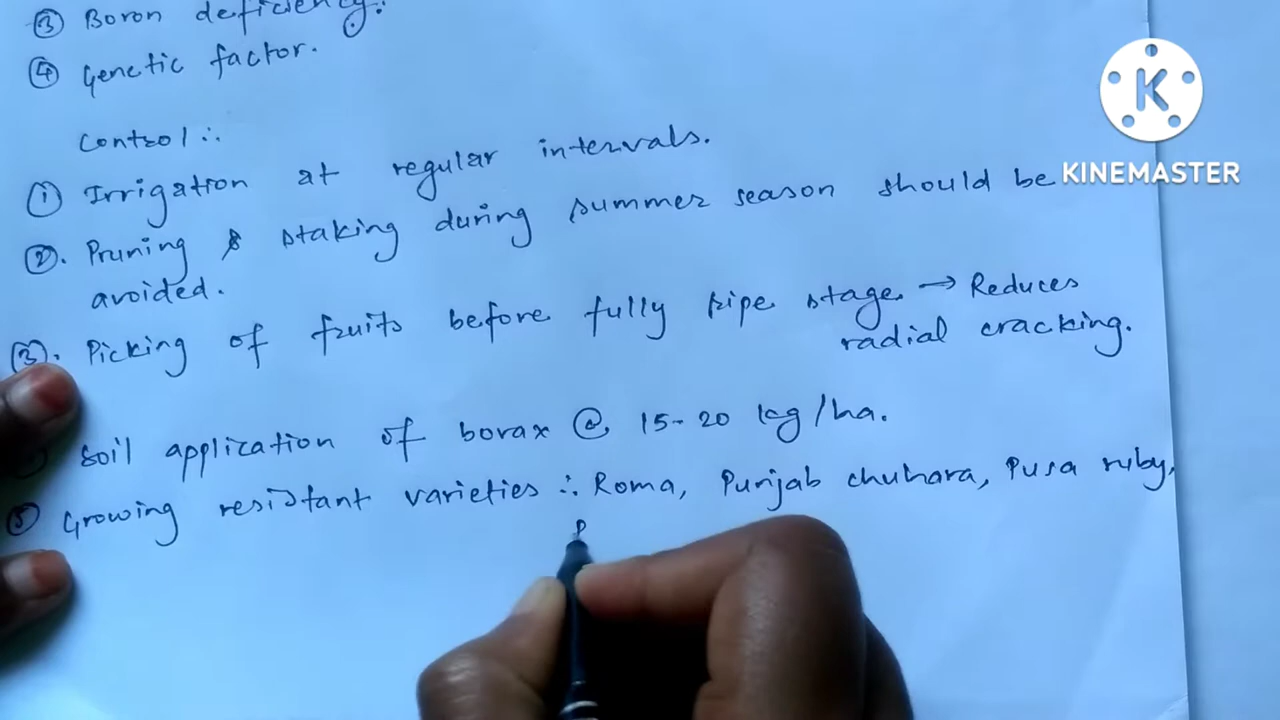 ③ Boron deficiency.
④ Genetic factor.
Control :-
① Irrigation at regular intervals.
②. Pruning & staking during summer season should be
avoided.
③. Picking of fruits before fully ripe stage → Reduces
radial cracking.
Soil application of borax @ 15-20 kg/ha.
⑤ Growing resistant varieties :- Roma, Punjab chuhara, Pusa ruby,
P
K
KINEMASTER